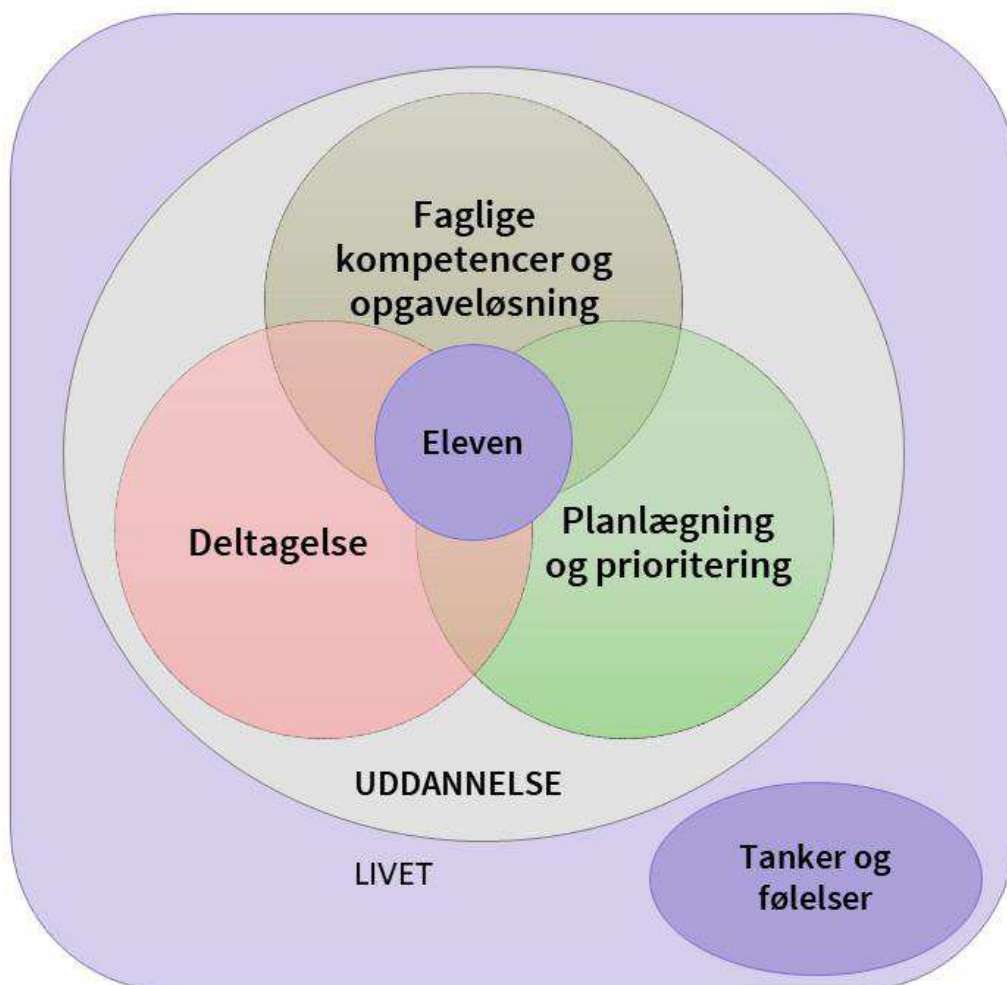 Faglige
kompetencer og
opgaveløsning
Eleven
Deltagelse
Planlægning
og prioritering
UDDANNELSE
LIVET
Tanker og
følelser